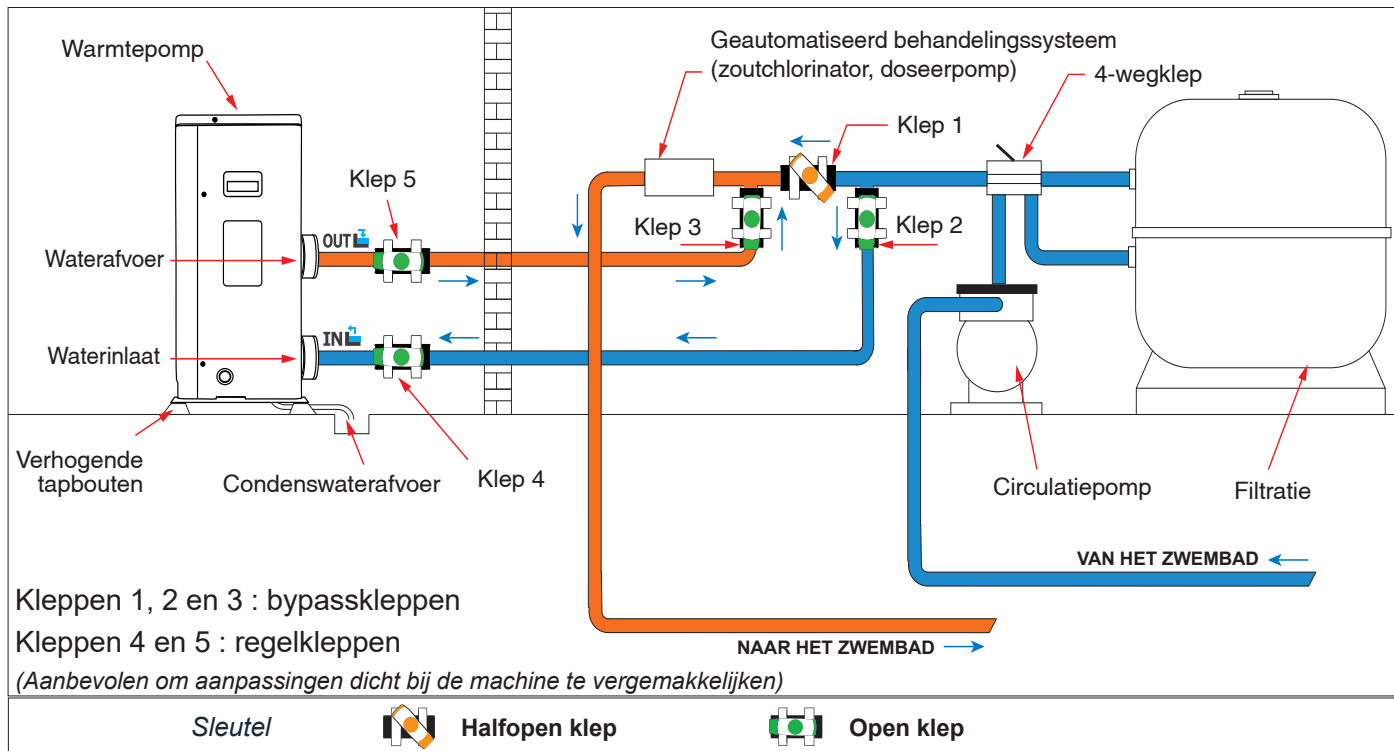 Warmtepomp
Geautomatiseerd behandelingssysteem
(zoutchlorinator, doseerpomp)
4-wegklep
Klep 1
Klep 5
Klep 3
Klep 2
OUT
Waterafvoer
IN
Waterinlaat
Verhogende
tapbouten
Condenswaterafvoer
Klep 4
Circulatiepomp
Filtratie
VAN HET ZWEMBAD
Kleppen 1, 2 en 3 : bypasskleppen
Kleppen 4 en 5 : regelkleppen
NAAR HET ZWEMBAD
(Aanbevolen om aanpassingen dicht bij de machine te vergemakkelijken)
Sleutel
Halfopen klep
Open klep